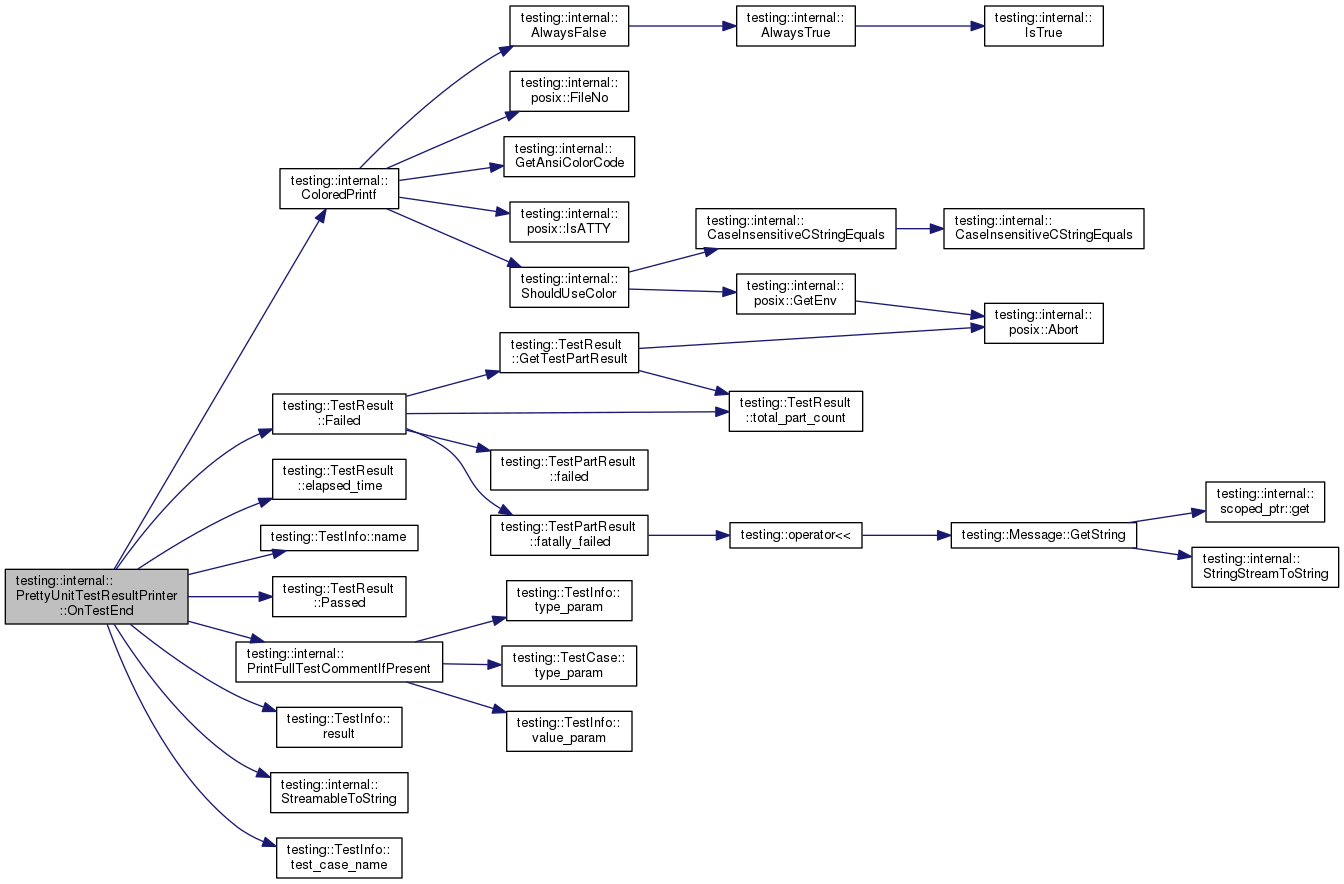 testing::internal::
AlwaysFalse
testing::internal::
AlwaysTrue
testing::internal::
IsTrue
testing::internal::
posix::FileNo
testing::internal::
GetAnsiColorCode
testing::internal::
ColoredPrintf
testing::internal::
posix::IsATTY
testing::internal::
CaseInsensitiveCStringEquals
testing::internal::
CaseInsensitiveCStringEquals
testing::internal::
ShouldUseColor
testing::internal::
posix::GetEnv
testing::internal::
posix::Abort
testing::TestResult
::GetTestPartResult
testing::TestResult
::Failed
testing::TestResult
::total_part_count
testing::TestPartResult
::failed
testing::TestResult
::elapsed_time
testing::internal::
scoped_ptr::get
testing::TestInfo::name
testing::TestPartResult
::fatally_failed
testing::operator<<
testing::Message::GetString
testing::internal::
StringStreamToString
testing::internal::
PrettyUnitTestResultPrinter
::OnTestEnd
testing::TestResult
::Passed
testing::TestInfo::
type_param
testing::internal::
PrintFullTestCommentIfPresent
testing::TestCase::
type_param
testing::TestInfo::
result
testing::TestInfo::
value_param
testing::internal::
StreamableToString
testing::TestInfo::
test_case_name